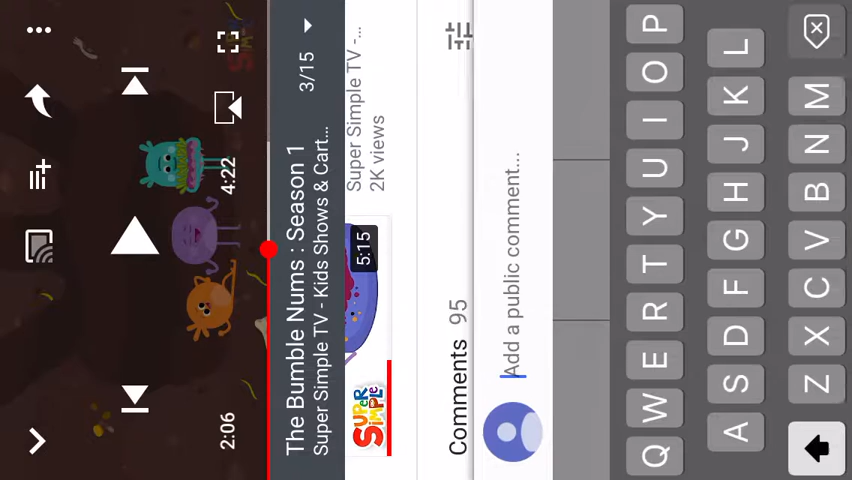 2:06
4:22
The Bumble Nums : Season 1
3/15
Super Simple TV - Kids Shows & Cart...
SUPER
SIMPLE
5:15
Super Simple TV -...
2K views
Comments 95
Add a public comment...
Q W E R T Y U I O P
A S D F G H J K L
Z X C V B N M